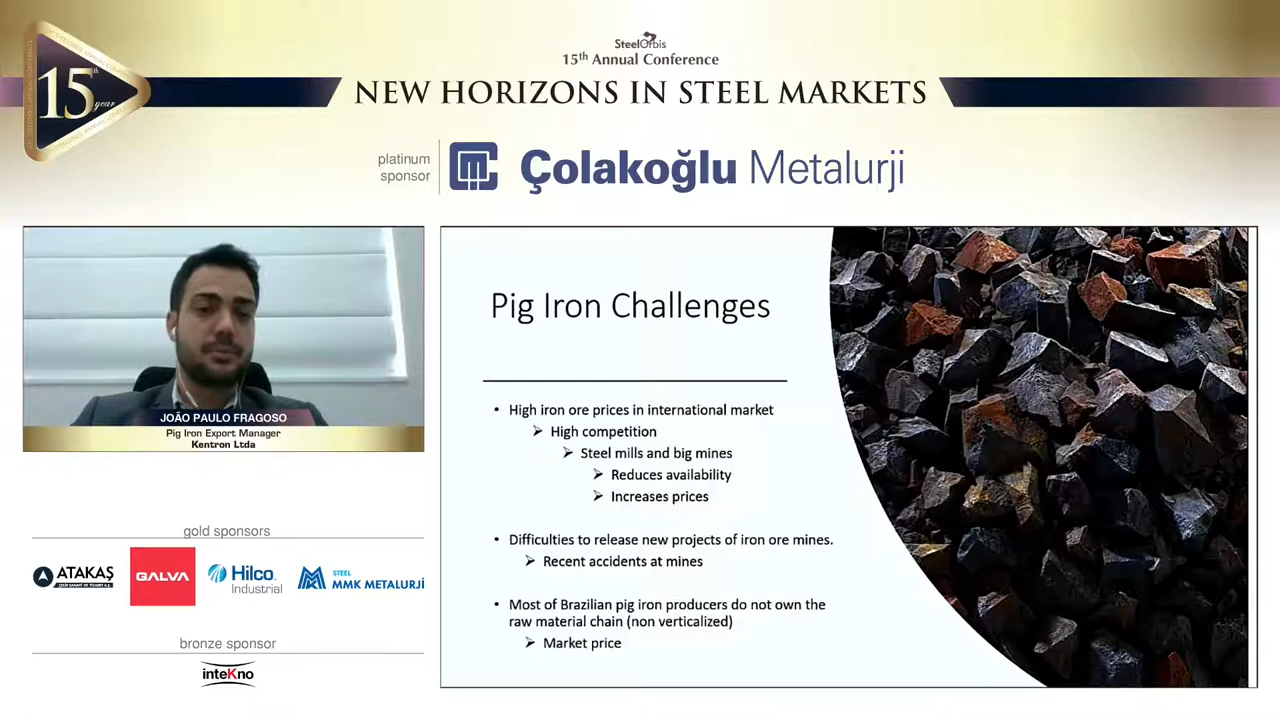 15th year
SteelOrbis
15th Annual Conference
NEW HORIZONS IN STEEL MARKETS
platinum
sponsor
Çolakoğlu Metalurji
JOÃO PAULO FRAGOSO
Pig Iron Export Manager
Kentron Ltda
gold sponsors
ATAKAŞ
GALVA
Hilco
Industrial
STEEL
MMK METALURJİ
bronze sponsor
inteKno
Pig Iron Challenges
• High iron ore prices in international market
➢ High competition
➢ Steel mills and big mines
➢ Reduces availability
➢ Increases prices
• Difficulties to release new projects of iron ore mines.
➢ Recent accidents at mines
• Most of Brazilian pig iron producers do not own the
raw material chain (non verticalized)
➢ Market price